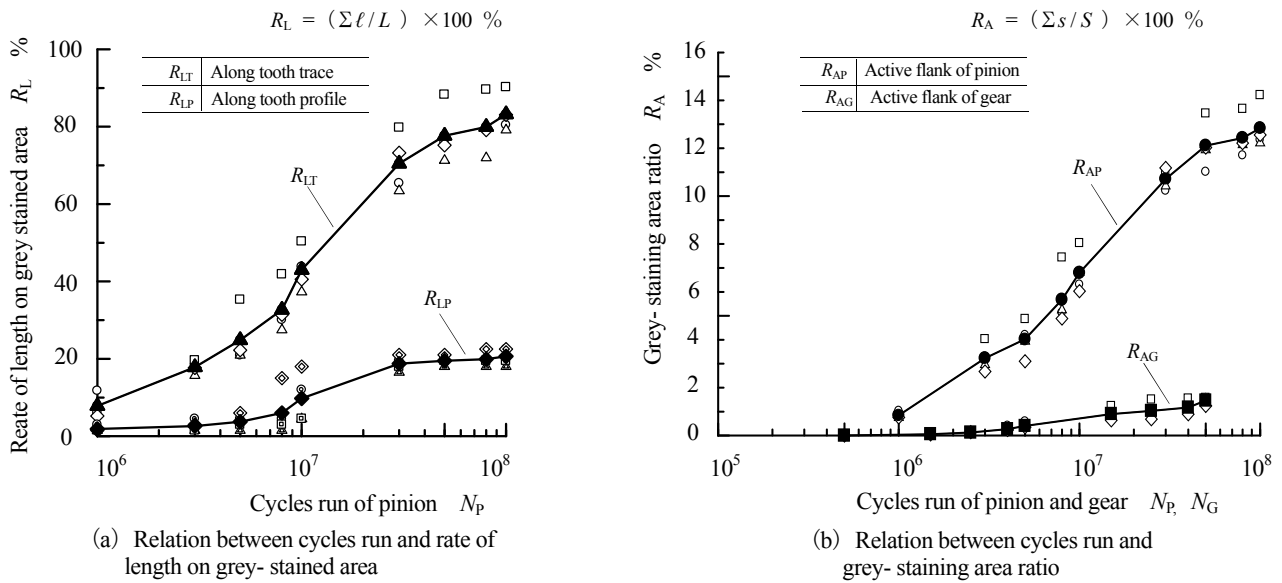 R_L = (Σℓ/L) ×100 %
Reate of length on grey stained area R_L %
100
80
60
40
20
0
R_LT Along tooth trace
R_LP Along tooth profile
R_LT
R_LP
10^6
10^7
10^8
Cycles run of pinion N_P
(a) Relation between cycles run and rate of
length on grey- stained area
R_A = (Σs/S) ×100 %
Grey- staining area ratio R_A %
16
14
12
10
8
6
4
2
0
R_AP Active flank of pinion
R_AG Active flank of gear
R_AP
R_AG
10^5
10^6
10^7
10^8
Cycles run of pinion and gear N_P, N_G
(b) Relation between cycles run and
grey- staining area ratio